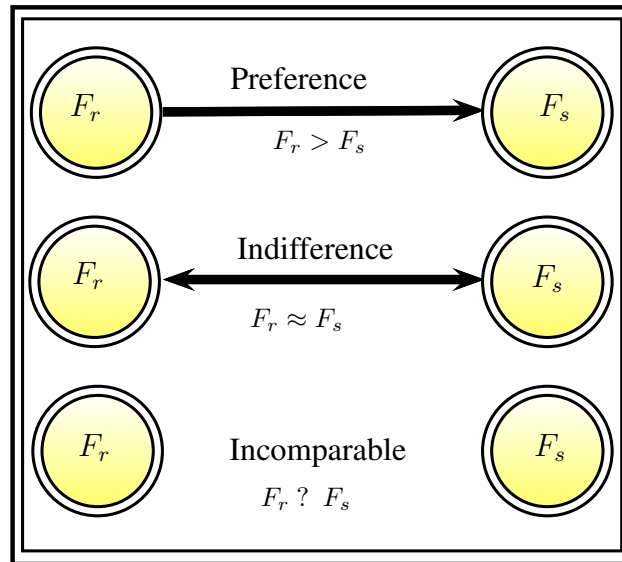 Preference
F_r F_s
F_r > F_s
Indifference
F_r F_s
F_r ≈ F_s
F_r Incomparable F_s
F_r ? F_s